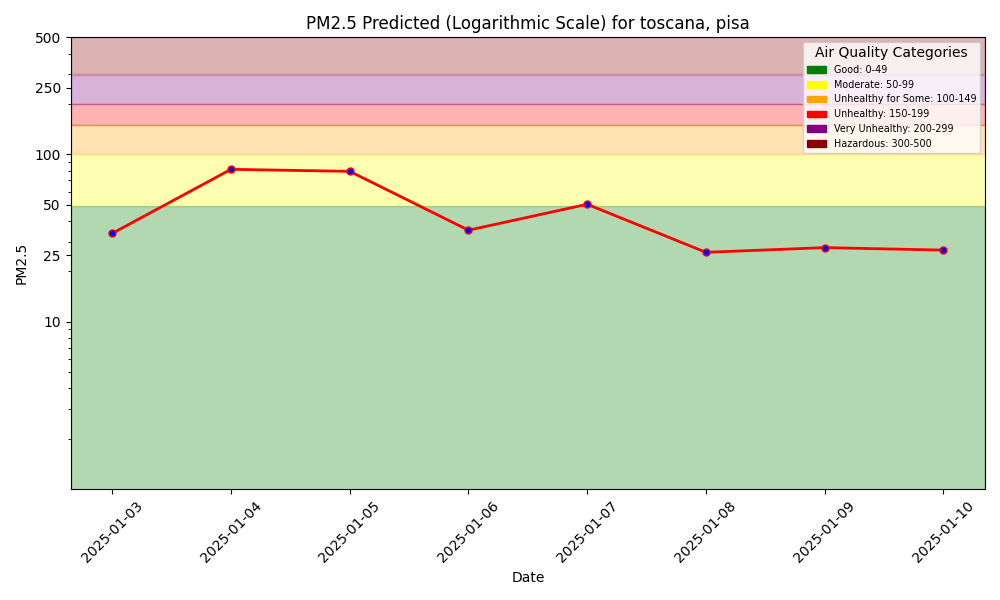 PM2.5 Predicted (Logarithmic Scale) for toscana, pisa
500
250
100
50
25
10
PM2.5
Air Quality Categories
Good: 0-49
Moderate: 50-99
Unhealthy for Some: 100-149
Unhealthy: 150-199
Very Unhealthy: 200-299
Hazardous: 300-500
2025-01-03
2025-01-04
2025-01-05
2025-01-06
2025-01-07
2025-01-08
2025-01-09
2025-01-10
Date